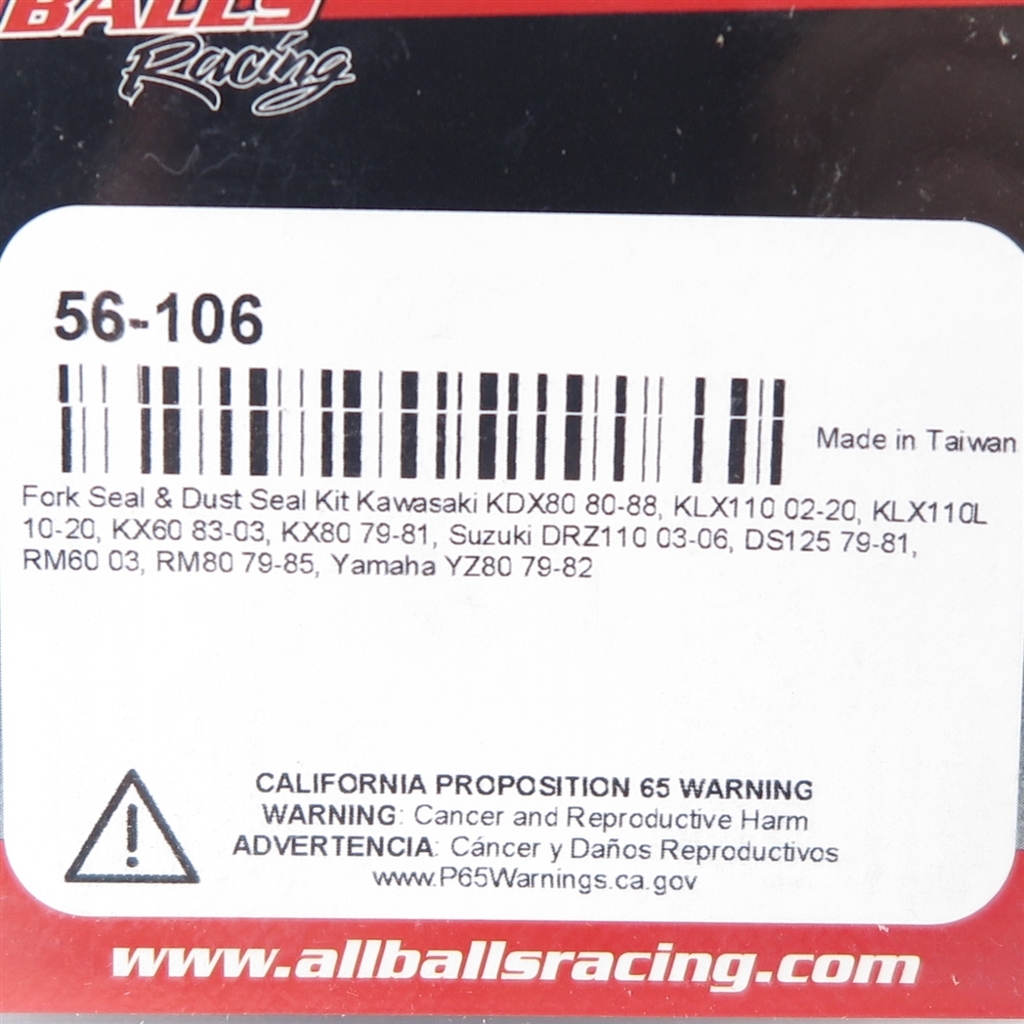 BALLS
Racing
56-106
Made in Taiwan
Fork Seal & Dust Seal Kit Kawasaki KDX80 80-88, KLX110 02-20, KLX110L
10-20, KX60 83-03, KX80 79-81, Suzuki DRZ110 03-06, DS125 79-81,
RM60 03, RM80 79-85, Yamaha YZ80 79-82
CALIFORNIA PROPOSITION 65 WARNING
WARNING: Cancer and Reproductive Harm
ADVERTENCIA: Cáncer y Daños Reproductivos
www.P65Warnings.ca.gov
www.allballsracing.com